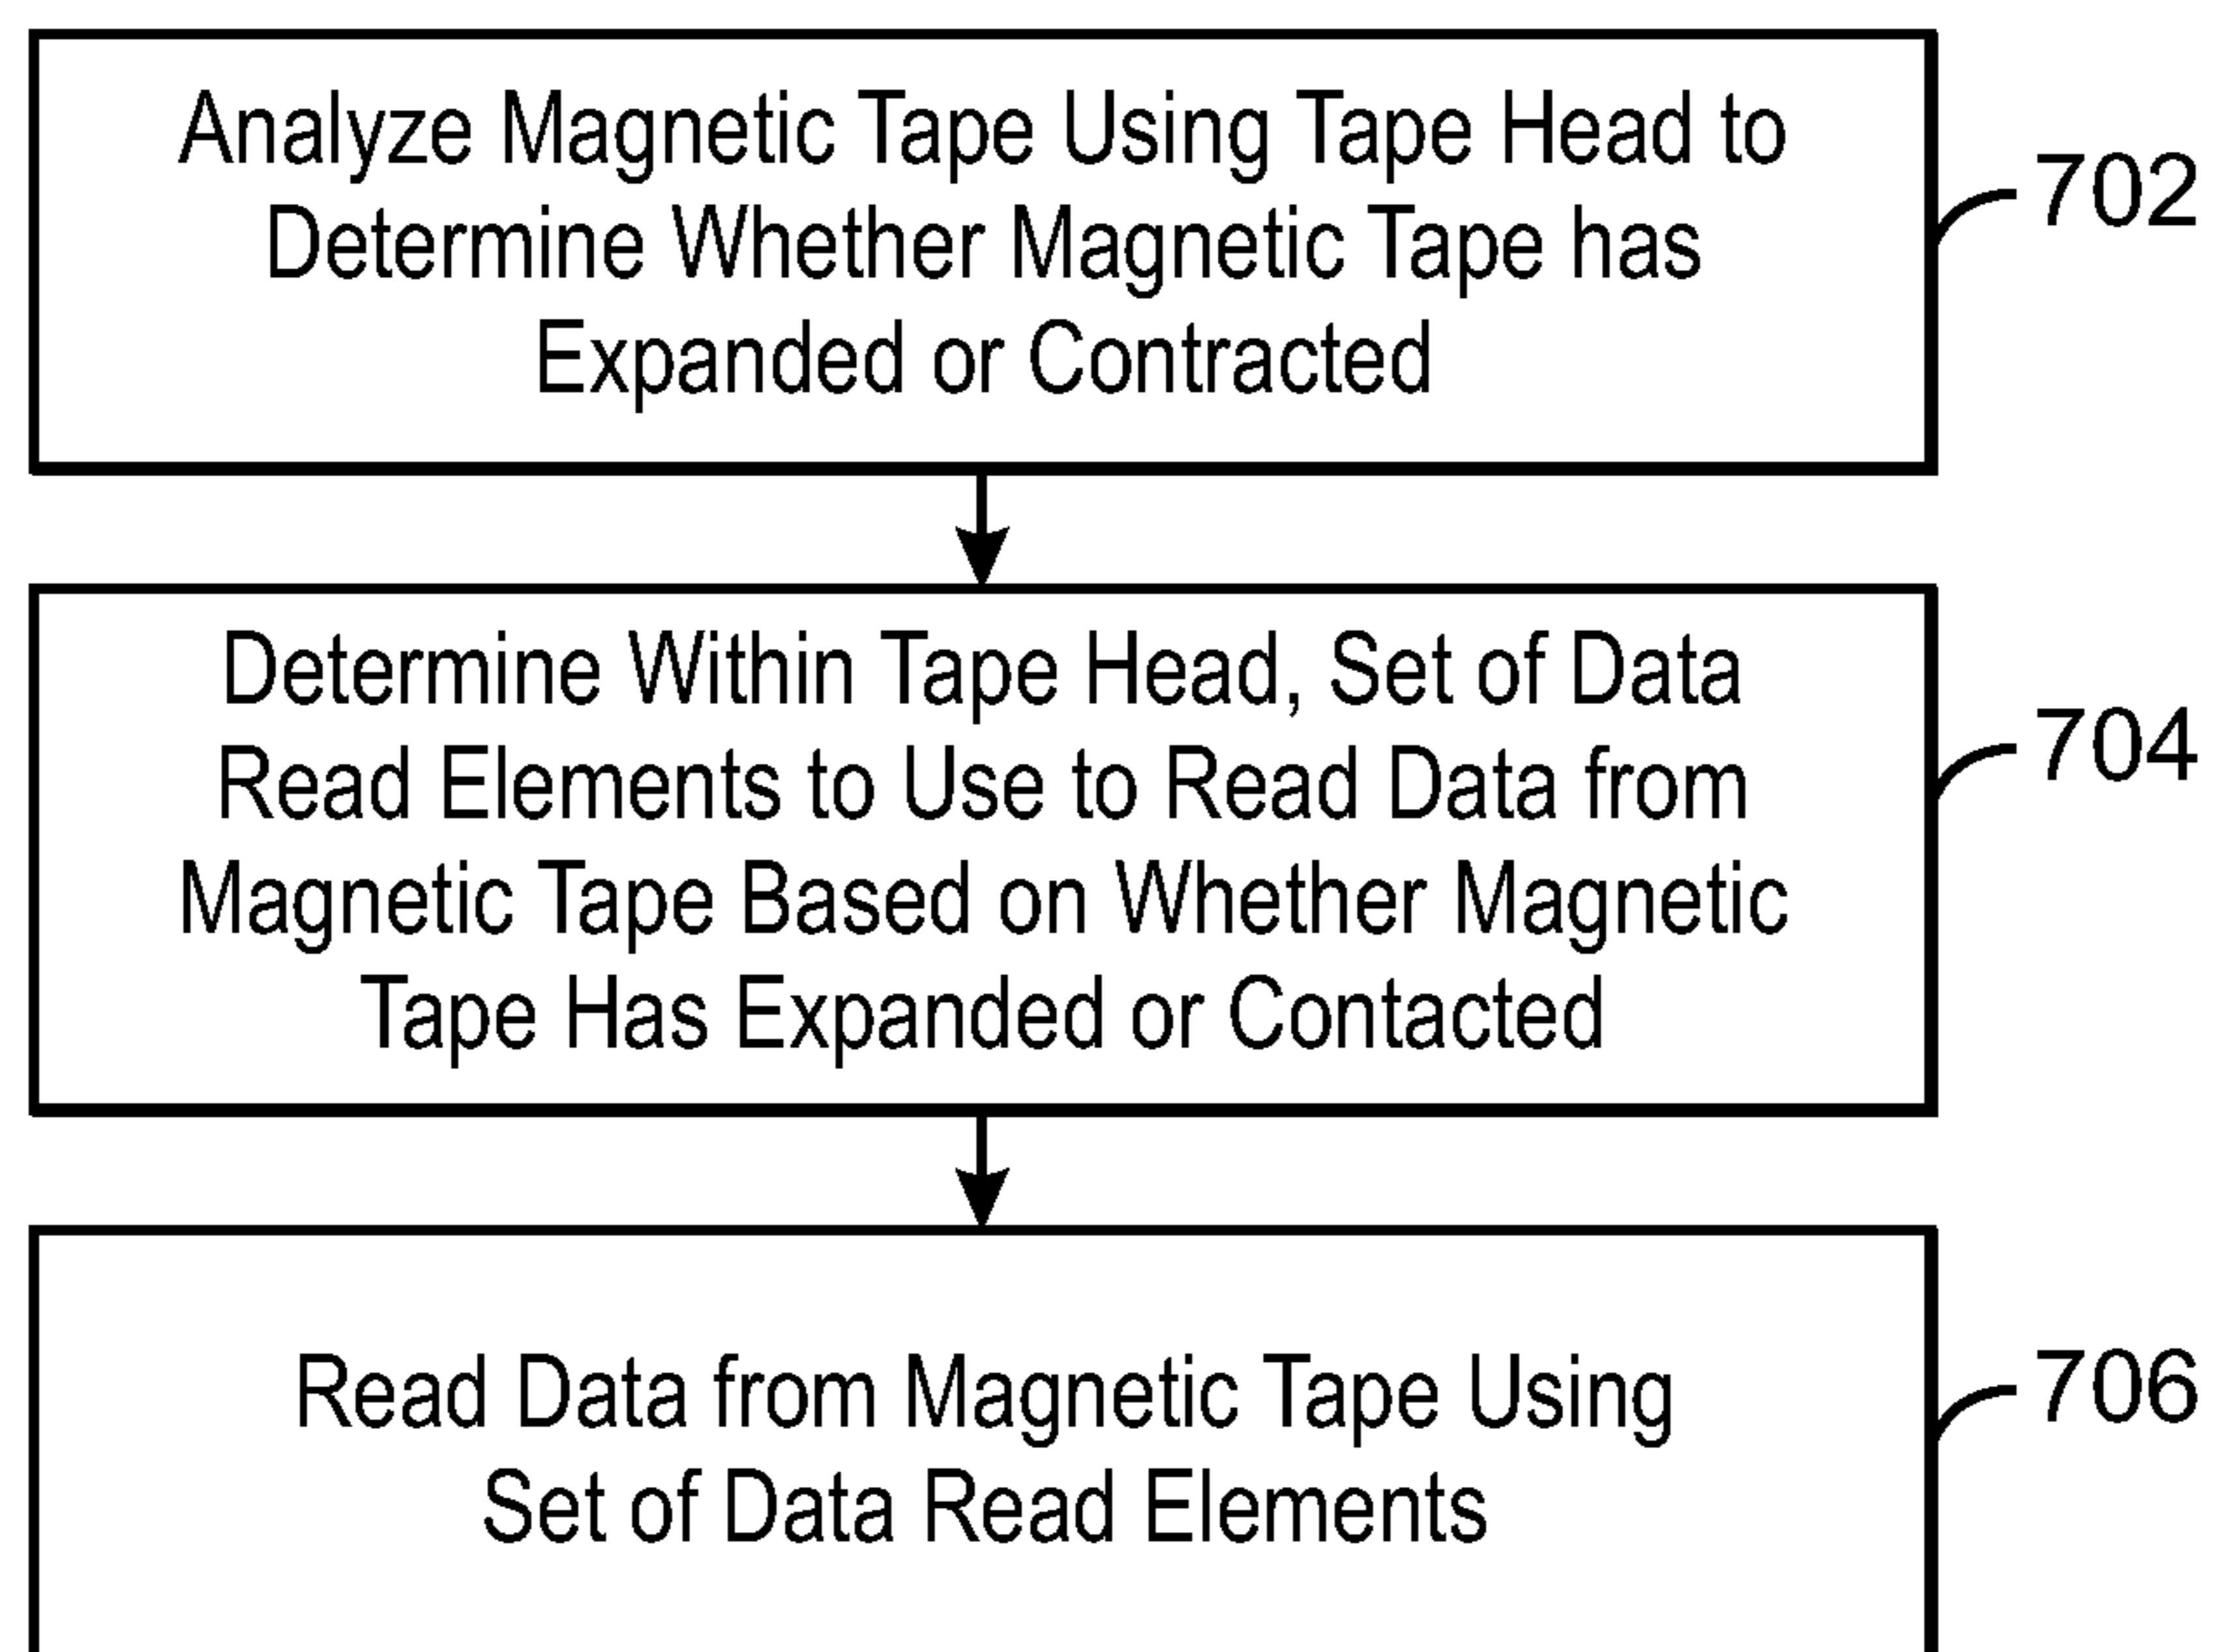 Analyze Magnetic Tape Using Tape Head to
Determine Whether Magnetic Tape has
Expanded or Contracted
702
Determine Within Tape Head, Set of Data
Read Elements to Use to Read Data from
Magnetic Tape Based on Whether Magnetic
Tape Has Expanded or Contacted
704
Read Data from Magnetic Tape Using
Set of Data Read Elements
706